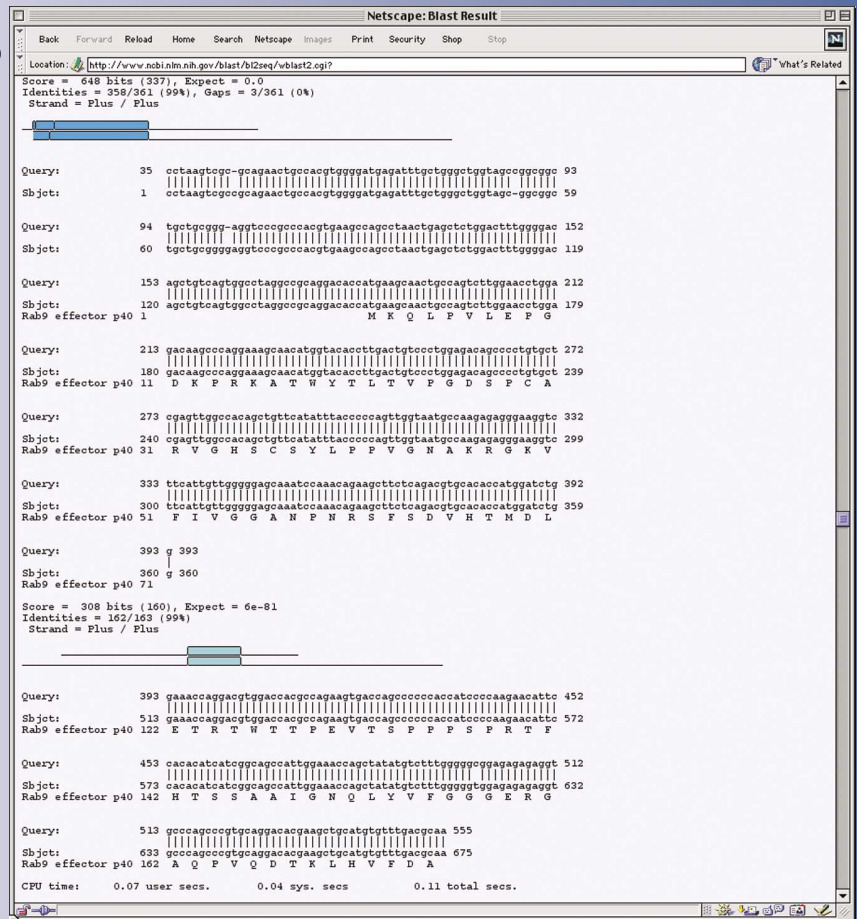 Netscape: Blast Result
Back Forward Reload Home Search Netscape Images Print Security Shop Stop
N
Location: http://www.ncbi.nlm.nih.gov/blast/bl2seq/wblast2.cgi? What's Related
Score = 648 bits (337), Expect = 0.0
Identities = 358/361 (99%), Gaps = 3/361 (0%)
Strand = Plus / Plus
Query: 35 cctaagtcgc-gcagaactgccacgtggggatgagatttgctgggctggtagccggcggc 93
Sbjct: 1 cctaagtcgccgcagaactgccacgtggggatgagatttgctgggctggtagc-ggcggc 59
Query: 94 tgctgcggg-aggtcccgcccacgtgaagccagcctaactgagctctggactttggggac 152
Sbjct: 60 tgctgcggggaggtcccgcccacgtgaagccagcctaactgagctctggactttggggac 119
Query: 153 agctgtcagtggcctaggccgcaggacaccatgaagcaactgccagtcttggaacctgga 212
Sbjct: 120 agctgtcagtggcctaggccgcaggacaccatgaagcaactgccagtcttggaacctgga 179
Rab9 effector p40 1 M K Q L P V L E P G
Query: 213 gacaagcccaggaaagcaacatggtacaccttgactgtccctggagacagcccctgtgct 272
Sbjct: 180 gacaagcccaggaaagcaacatggtacaccttgactgtccctggagacagcccctgtgct 239
Rab9 effector p40 11 D K P R K A T W Y T L T V P G D S P C A
Query: 273 cgagttggccacagctgttcatatttacccccagttggtaatgccaagagagggaaggtc 332
Sbjct: 240 cgagttggccacagctgttcatatttacccccagttggtaatgccaagagagggaaggtc 299
Rab9 effector p40 31 R V G H S C S Y L P P V G N A K R G K V
Query: 333 ttcattgttgggggagcaaatccaaacagaagcttctcagacgtgcacaccatggatctg 392
Sbjct: 300 ttcattgttgggggagcaaatccaaacagaagcttctcagacgtgcacaccatggatctg 359
Rab9 effector p40 51 F I V G G A N P N R S F S D V H T M D L
Query: 393 g 393
Sbjct: 360 g 360
Rab9 effector p40 71
Score = 308 bits (160), Expect = 6e-81
Identities = 162/163 (99%)
Strand = Plus / Plus
Query: 393 gaaaccaggacgtggaccacgccagaagtgaccagccccccaccatccccaagaacattc 452
Sbjct: 513 gaaaccaggacgtggaccacgccagaagtgaccagccccccaccatccccaagaacattc 572
Rab9 effector p40 122 E T R T W T T P E V T S P P P S P R T F
Query: 453 cacacatcatcggcagccattggaaaccagctatatgtctttgggggcggagagagaggt 512
Sbjct: 573 cacacatcatcggcagccattggaaaccagctatatgtctttgggggtggagagagaggt 632
Rab9 effector p40 142 H T S S A A I G N Q L Y V F G G G E R G
Query: 513 gcccagcccgtgcaggacacgaagctgcatgtgtttgacgcaa 555
Sbjct: 633 gcccagcccgtgcaggacacgaagctgcatgtgtttgacgcaa 675
Rab9 effector p40 162 A Q P V Q D T K L H V F D A
CPU time: 0.07 user secs. 0.04 sys. secs 0.11 total secs.